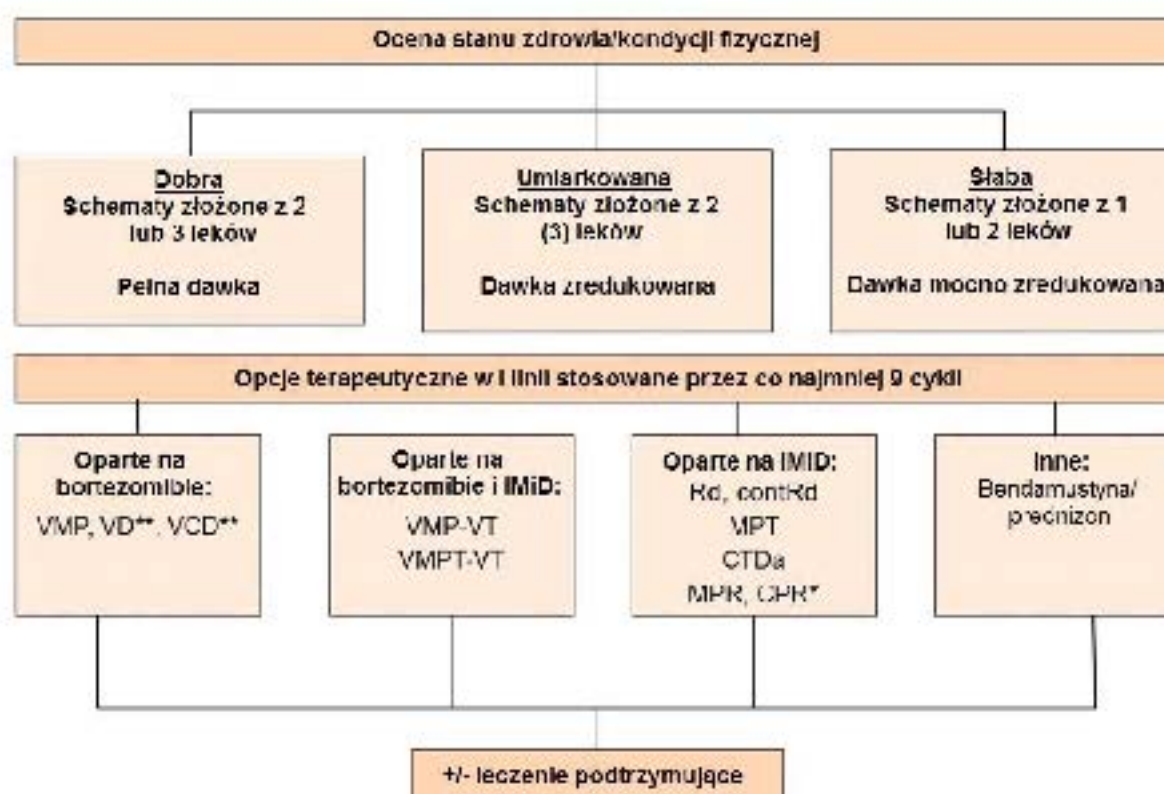 Ocena stanu zdrowia/kondycji fizycznej
Dobra
Schematy złożone z 2
lub 3 leków
Pełna dawka
Umiarkowana
Schematy złożone z 2
(3) leków
Dawka zredukowana
Słaba
Schematy złożone z 1
lub 2 leków
Dawka mocno zredukowana
Opcje terapeutyczne w I linii stosowane przez co najmniej 9 cykli
Oparte na
bortezomibie:
VMP, VD**, VCD**
Oparte na
bortezomibie i IMiD:
VMP-VT
VMPT-VT
Oparte na IMID:
Rd, contRd
MPT
CTDa
MPR, CPR*
Inne:
Bendamustyna/
prednizon
+/- leczenie podtrzymujące